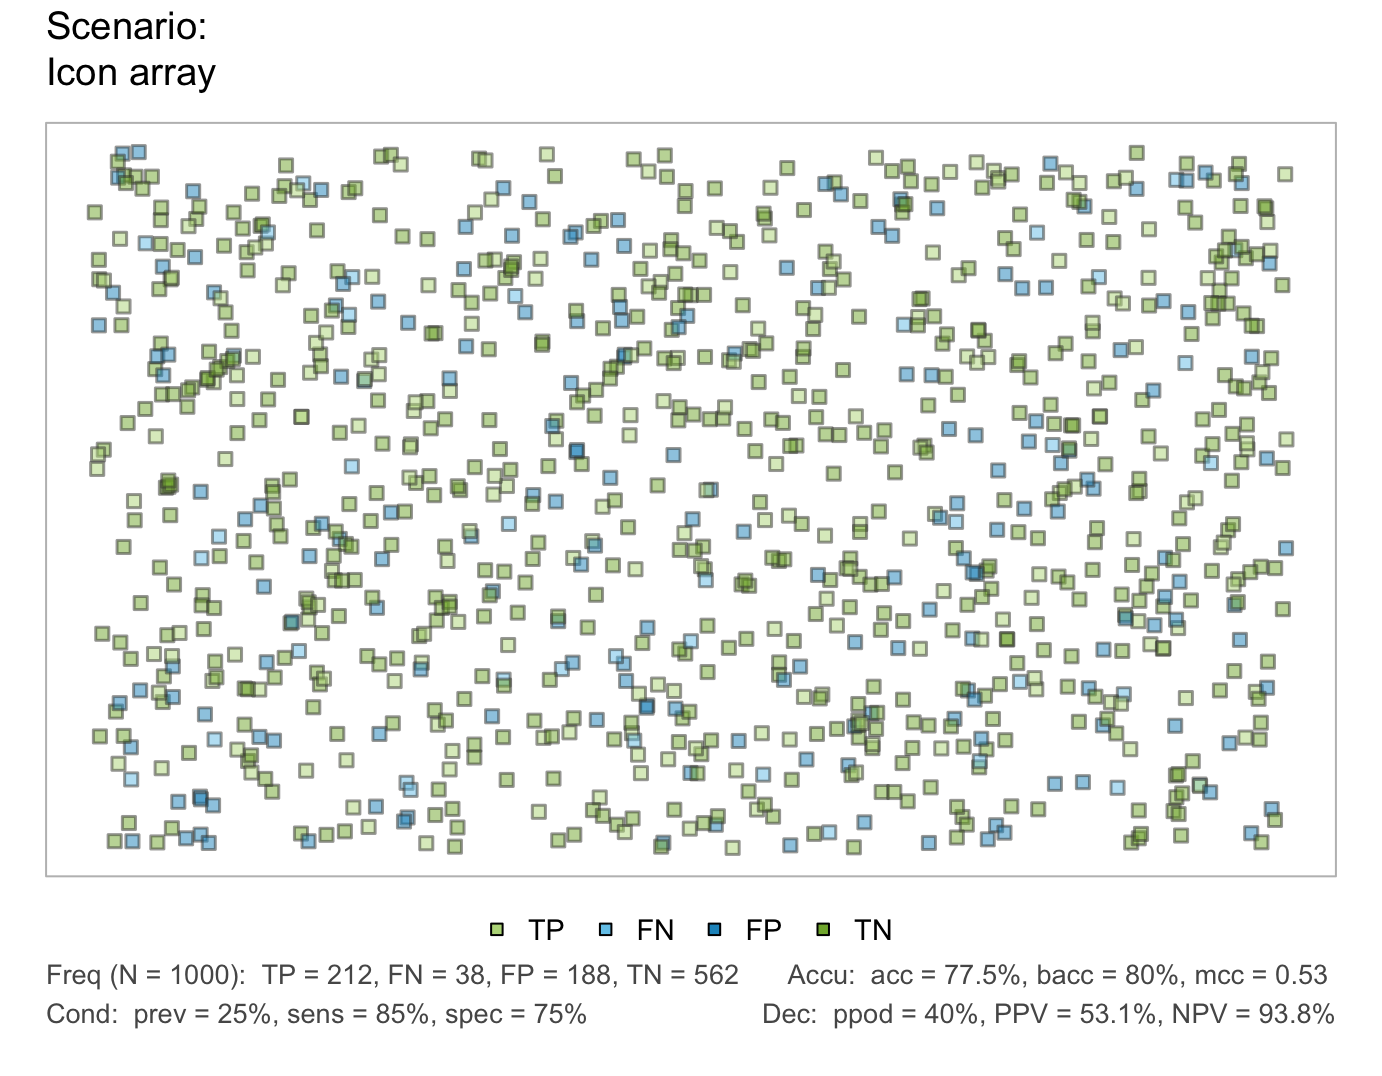 Scenario:
Icon array
TP FN FP TN
Freq (N = 1000):  TP = 212, FN = 38, FP = 188, TN = 562 Accu:  acc = 77.5%, bacc = 80%, mcc = 0.53
Cond:  prev = 25%, sens = 85%, spec = 75% Dec:  ppod = 40%, PPV = 53.1%, NPV = 93.8%